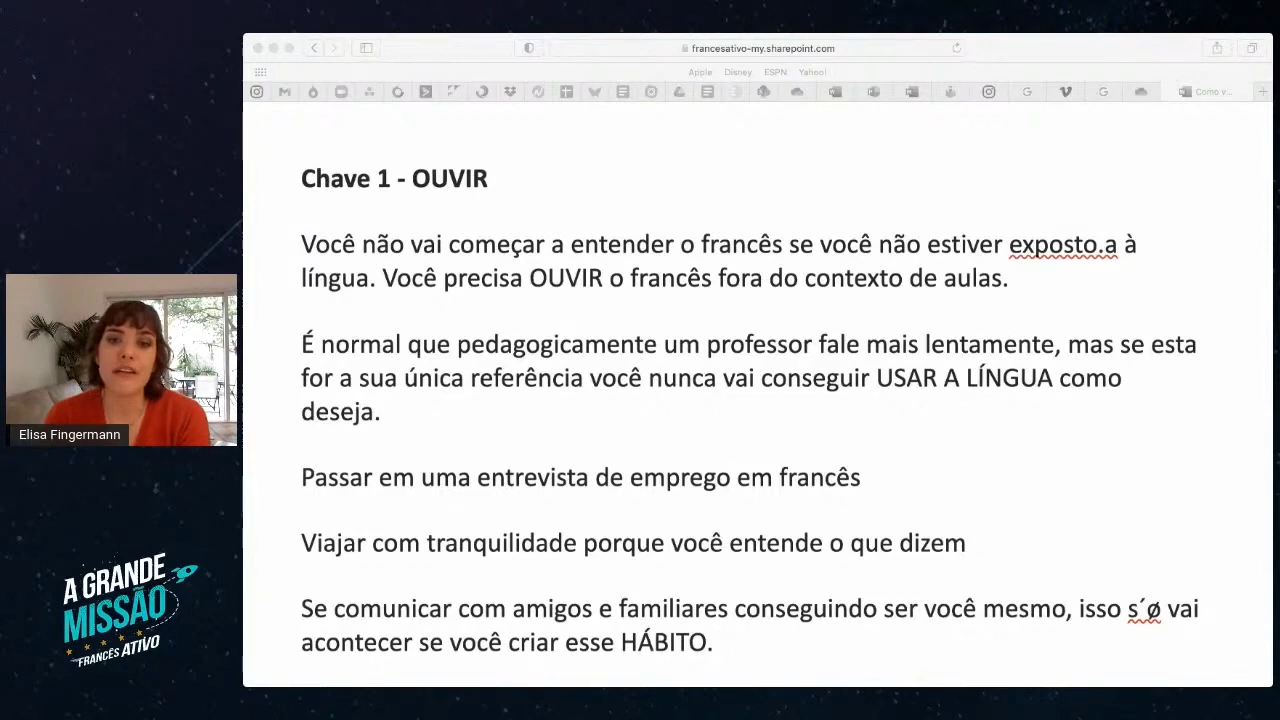 francesativo-my.sharepoint.com
Apple Disney ESPN Yahoo!
Como v...
Chave 1 - OUVIR
Você não vai começar a entender o francês se você não estiver exposto.a à
língua. Você precisa OUVIR o francês fora do contexto de aulas.
É normal que pedagogicamente um professor fale mais lentamente, mas se esta
for a sua única referência você nunca vai conseguir USAR A LÍNGUA como
deseja.
Passar em uma entrevista de emprego em francês
Viajar com tranquilidade porque você entende o que dizem
Se comunicar com amigos e familiares conseguindo ser você mesmo, isso s´ø vai
acontecer se você criar esse HÁBITO.
Elisa Fingermann
A GRANDE
MISSÃO
FRANCÊS ATIVO